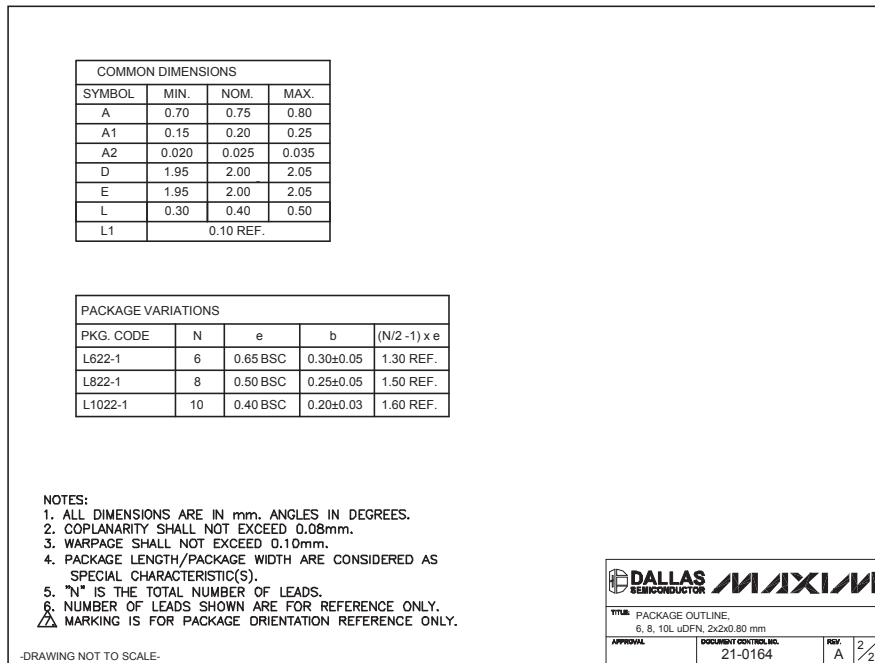 COMMON DIMENSIONS
SYMBOL MIN. NOM. MAX.
A 0.70 0.75 0.80
A1 0.15 0.20 0.25
A2 0.020 0.025 0.035
D 1.95 2.00 2.05
E 1.95 2.00 2.05
L 0.30 0.40 0.50
L1 0.10 REF.
PACKAGE VARIATIONS
PKG. CODE N e b (N/2 -1) x e
L622-1 6 0.65 BSC 0.30±0.05 1.30 REF.
L822-1 8 0.50 BSC 0.25±0.05 1.50 REF.
L1022-1 10 0.40 BSC 0.20±0.03 1.60 REF.
NOTES:
1. ALL DIMENSIONS ARE IN mm. ANGLES IN DEGREES.
2. COPLANARITY SHALL NOT EXCEED 0.08mm.
3. WARPAGE SHALL NOT EXCEED 0.10mm.
4. PACKAGE LENGTH/PACKAGE WIDTH ARE CONSIDERED AS
SPECIAL CHARACTERISTIC(S).
5. "N" IS THE TOTAL NUMBER OF LEADS.
6. NUMBER OF LEADS SHOWN ARE FOR REFERENCE ONLY.
7. MARKING IS FOR PACKAGE ORIENTATION REFERENCE ONLY.
-DRAWING NOT TO SCALE-
DALLAS SEMICONDUCTOR MAXIM
TITLE: PACKAGE OUTLINE,
6, 8, 10L uDFN, 2x2x0.80 mm
APPROVAL DOCUMENT CONTROL NO. REV.
21-0164 A 2/2